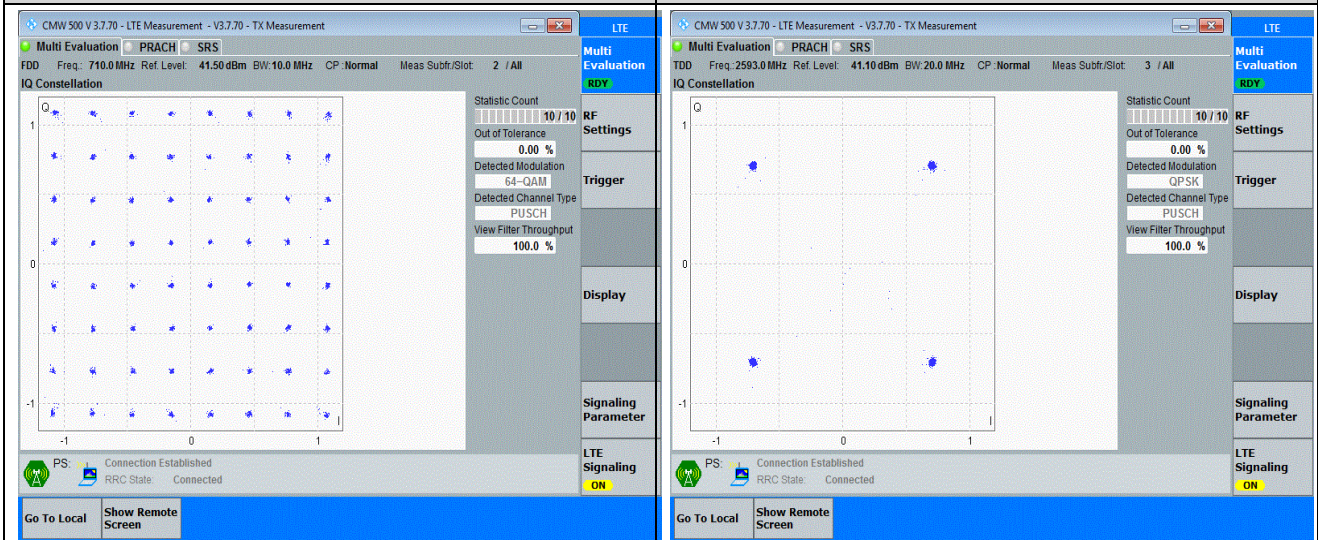 CMW 500 V 3.7.70 - LTE Measurement - V3.7.70 - TX Measurement
LTE
Multi Evaluation PRACH SRS
Multi Evaluation
RDY
FDD Freq.: 710.0 MHz Ref. Level: 41.50 dBm BW: 10.0 MHz CP : Normal Meas Subfr./Slot: 2 / All
IQ Constellation
Q
1
0
-1
-1 0 1
I
Statistic Count
10 / 10
Out of Tolerance
0.00 %
Detected Modulation
64-QAM
Detected Channel Type
PUSCH
View Filter Throughput
100.0 %
RF
Settings
Trigger
Display
Signaling
Parameter
LTE
Signaling
ON
PS: Connection Established
RRC State: Connected
Go To Local
Show Remote
Screen
CMW 500 V 3.7.70 - LTE Measurement - V3.7.70 - TX Measurement
LTE
Multi Evaluation PRACH SRS
Multi Evaluation
RDY
TDD Freq.: 2593.0 MHz Ref. Level: 41.10 dBm BW: 20.0 MHz CP : Normal Meas Subfr./Slot: 3 / All
IQ Constellation
Q
1
0
-1
-1 0 1
I
Statistic Count
10 / 10
Out of Tolerance
0.00 %
Detected Modulation
QPSK
Detected Channel Type
PUSCH
View Filter Throughput
100.0 %
RF
Settings
Trigger
Display
Signaling
Parameter
LTE
Signaling
ON
PS: Connection Established
RRC State: Connected
Go To Local
Show Remote
Screen